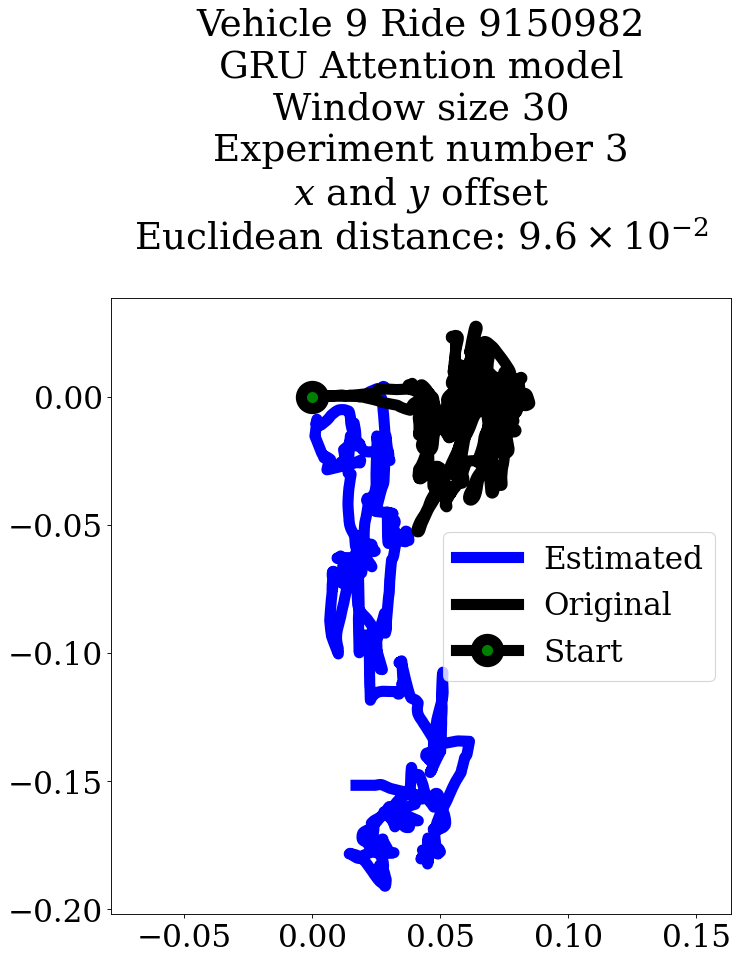 Vehicle 9 Ride 9150982
GRU Attention model
Window size 30
Experiment number 3
x and y offset
Euclidean distance: 9.6 × 10⁻²
0.00
−0.05
−0.10
−0.15
−0.20
Estimated
Original
Start
−0.05 0.00 0.05 0.10 0.15